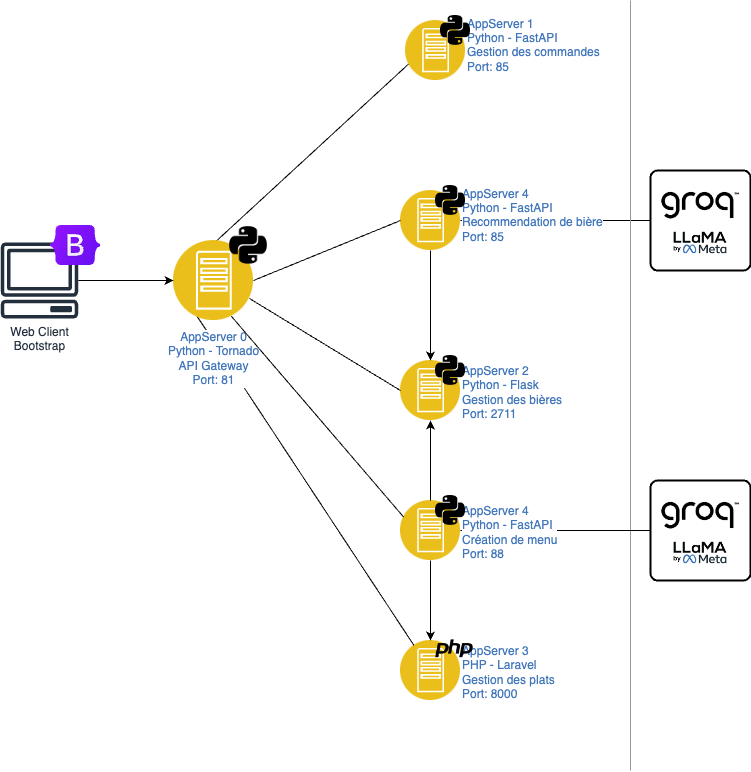 AppServer 1
Python - FastAPI
Gestion des commandes
Port: 85
AppServer 4
Python - FastAPI
Recommendation de bière
Port: 85
groq™
LLaMA
by Meta
B
Web Client
Bootstrap
AppServer 0
Python - Tornado
API Gateway
Port: 81
AppServer 2
Python - Flask
Gestion des bières
Port: 2711
AppServer 4
Python - FastAPI
Création de menu
Port: 88
groq™
LLaMA
by Meta
php
AppServer 3
PHP - Laravel
Gestion des plats
Port: 8000